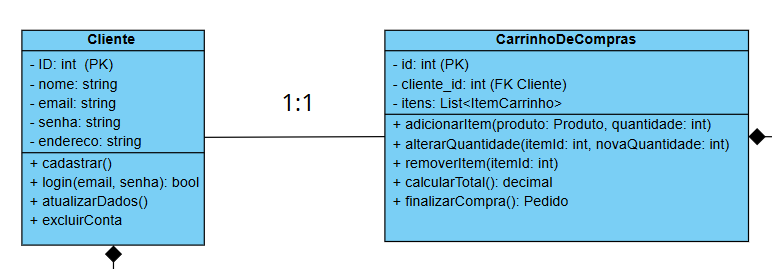 Cliente
- ID: int  (PK)
- nome: string
- email: string
- senha: string
- endereco: string
+ cadastrar()
+ login(email, senha): bool
+ atualizarDados()
+ excluirConta
1:1
CarrinhoDeCompras
- id: int (PK)
- cliente_id: int (FK Cliente)
- itens: List<ItemCarrinho>
+ adicionarItem(produto: Produto, quantidade: int)
+ alterarQuantidade(itemId: int, novaQuantidade: int)
+ removerItem(itemId: int)
+ calcularTotal(): decimal
+ finalizarCompra(): Pedido